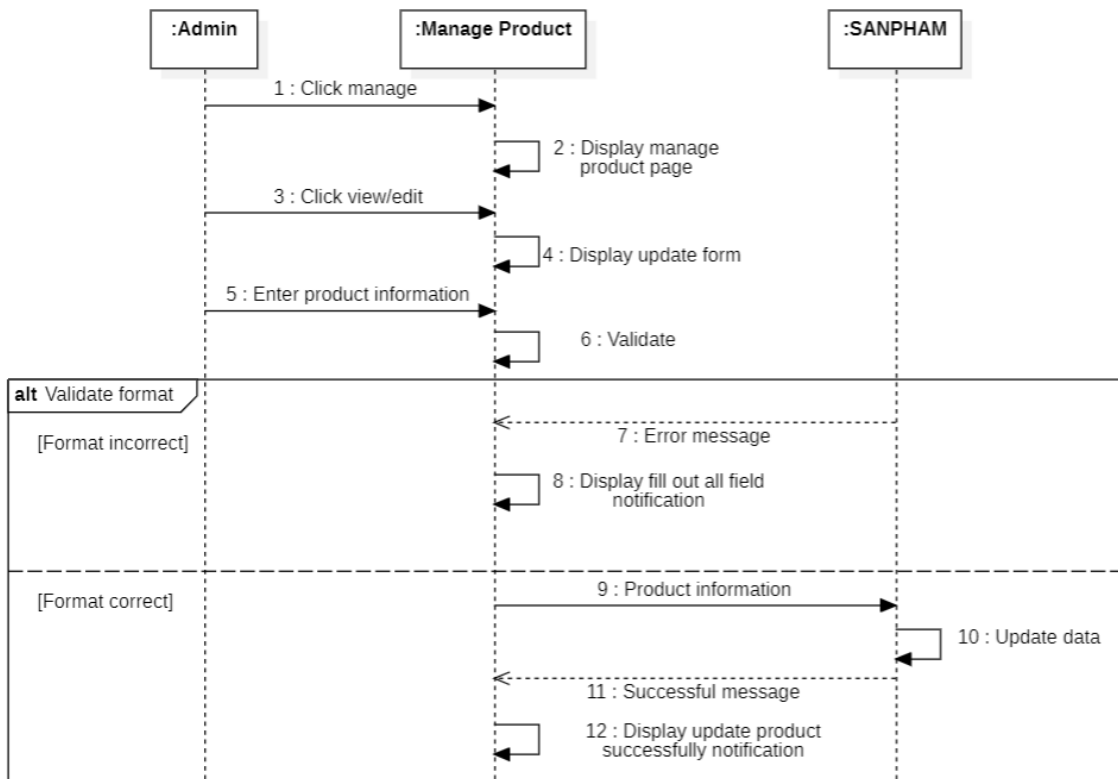 :Admin
:Manage Product
:SANPHAM
1 : Click manage
2 : Display manage
product page
3 : Click view/edit
4 : Display update form
5 : Enter product information
6 : Validate
alt Validate format
[Format incorrect]
7 : Error message
8 : Display fill out all field
notification
9 : Product information
[Format correct]
10 : Update data
11 : Successful message
12 : Display update product
successfully notification